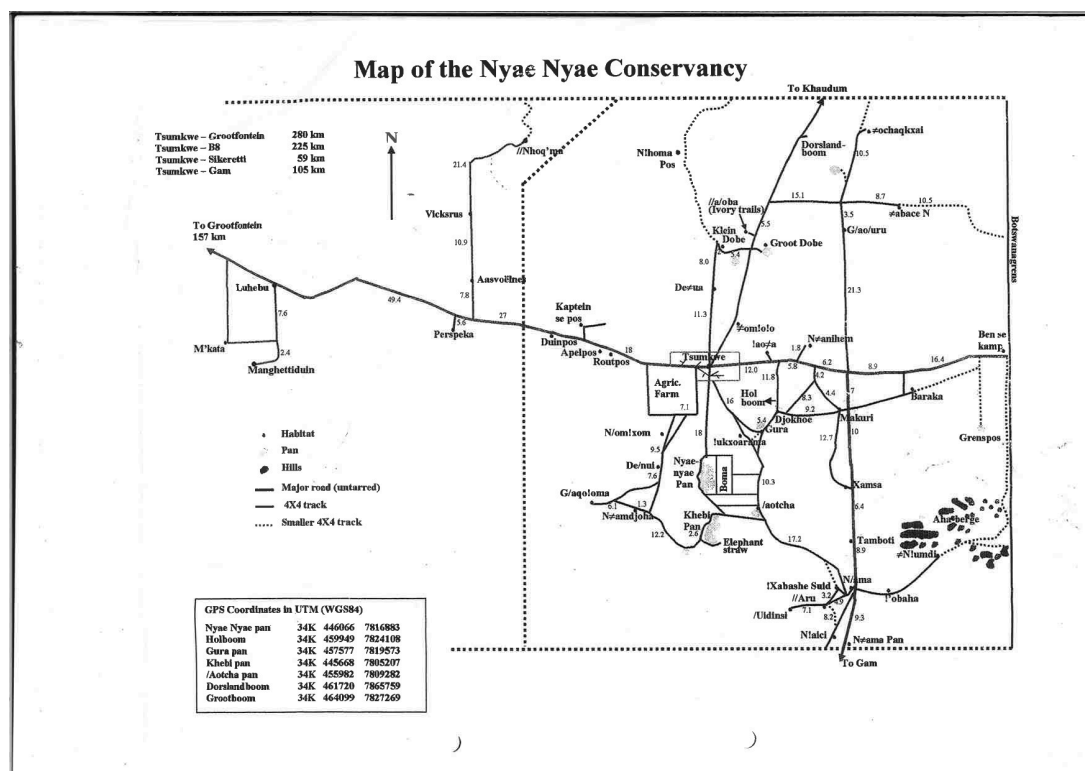 Map of the Nyae Nyae Conservancy
Tsumkwe – Grootfontein 280 km
Tsumkwe – B8 225 km
Tsumkwe – Sikeretti 59 km
Tsumkwe – Gam 105 km
N
To Khaudum
≠ochaqkxai
10.5
Dorsland-
boom
//Nhoq'ma
21.4
N!homa
Pos
Vicksrus
10.9
//a/oba
(Ivory trails)
5.5
15.1
8.7
10.5
≠abace N
3.5
G/ao/uru
Botswanagrens
To Grootfontein
157 km
Klein
Dobe
2
5.4
Groot Dobe
8.0
Luhebu
7.6
49.4
Aasvoëlnes
7.8
De≠ua
21.3
11.3
Kaptein
se pos
5.6
27
Perspeka
Duinpos
Apelpos
Routpos
18
≠om!o!o
!ao≠a
N≠anihem
1.8
Ben se
kamp
M'kata
2.4
Manghettiduin
Tsumkwe
12.0
5.8
6.2
8.9
16.4
11.8
4.2
Agric.
Farm
7.1
Hol
boom
8.3
4.4
7
Baraka
16
5.4
Djokhoe
9.2
Makuri
Gura
Grenspos
N/om!xom
9.5
18
!ukxoarama
12.7
10
Habitat
Pan
Hills
Major road (untarred)
4X4 track
Smaller 4X4 track
De/nui
7.6
Nyae-
nyae
Pan
Boma
10.3
Xamsa
G/aqo!oma
6.1
1.3
N≠amdjoha
/aotcha
6.4
Khebi
Pan
Aha-berge
12.2
2.6
Elephant
straw
17.2
Tamboti
8.9
≠N!umdi
!Xabashe Suid
N/ama
3.2
4.9
//Aru
!'obaha
/Uidinsi
7.1
8.2
9.3
N!aici
N≠ama Pan
To Gam
GPS Coordinates in UTM (WGS84)
Nyae Nyae pan 34K 446066 7816883
Holboom 34K 459949 7824108
Gura pan 34K 457577 7819573
Khebi pan 34K 445668 7805207
/Aotcha pan 34K 455982 7809282
Dorslandboom 34K 461720 7865759
Grootboom 34K 464099 7827269